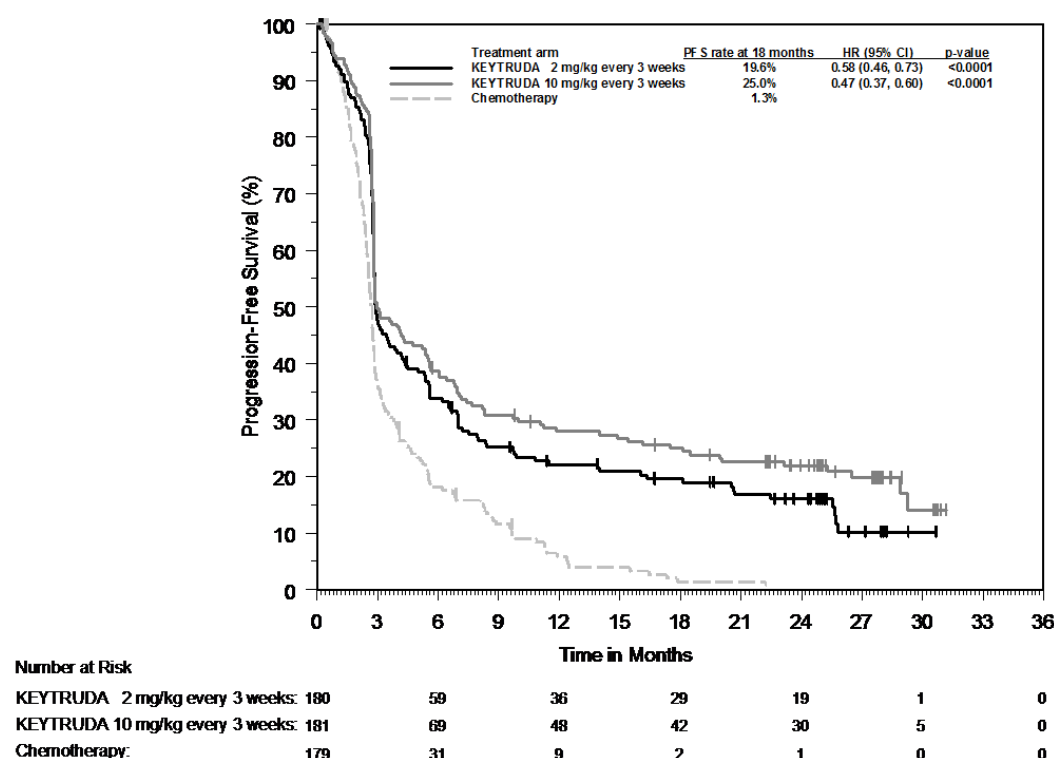 100
90
80
70
60
50
40
30
20
10
0
Progression-Free Survival (%)
Treatment arm PFS rate at 18 months HR (95% CI) p-value
KEYTRUDA 2 mg/kg every 3 weeks 19.6% 0.58 (0.46, 0.73) <0.0001
KEYTRUDA 10 mg/kg every 3 weeks 25.0% 0.47 (0.37, 0.60) <0.0001
Chemotherapy 1.3%
0 3 6 9 12 15 18 21 24 27 30 33 36
Time in Months
Number at Risk
KEYTRUDA 2 mg/kg every 3 weeks: 180 59 36 29 19 1 0
KEYTRUDA 10 mg/kg every 3 weeks: 181 69 48 42 30 5 0
Chemotherapy: 179 31 9 2 1 0 0